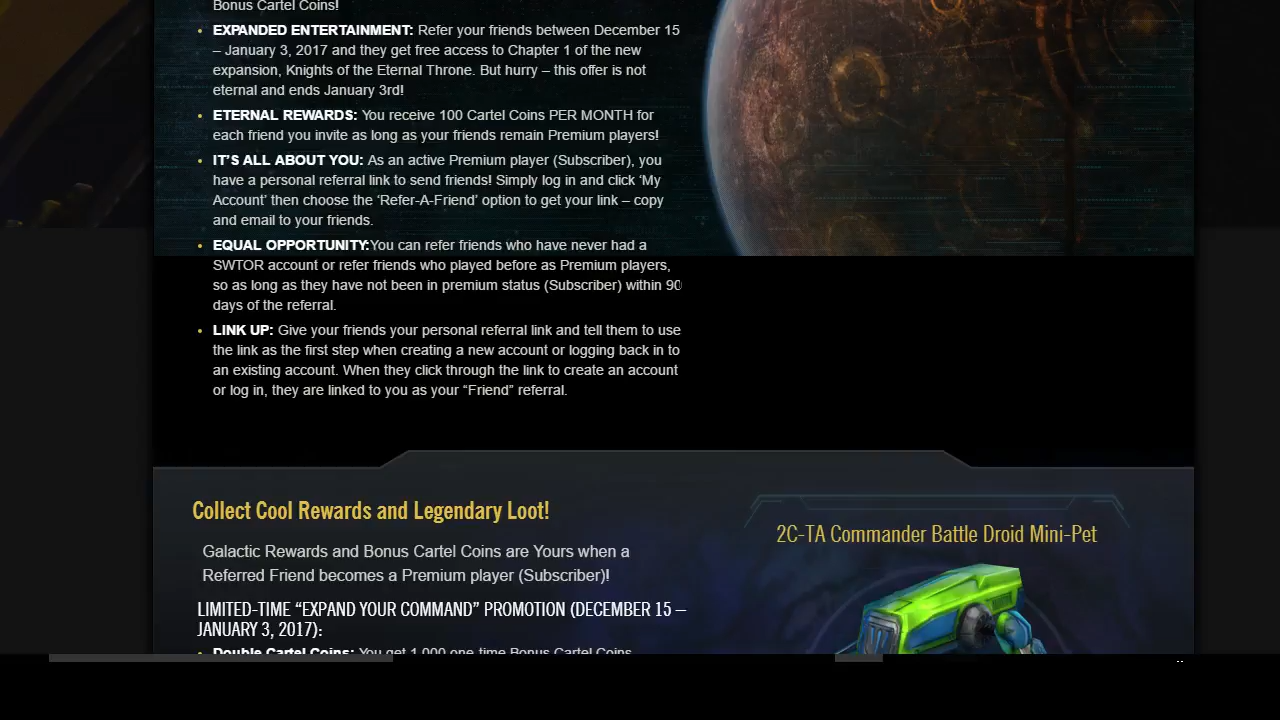 Bonus Cartel Coins!
• EXPANDED ENTERTAINMENT: Refer your friends between December 15
– January 3, 2017 and they get free access to Chapter 1 of the new
expansion, Knights of the Eternal Throne. But hurry – this offer is not
eternal and ends January 3rd!
• ETERNAL REWARDS: You receive 100 Cartel Coins PER MONTH for
each friend you invite as long as your friends remain Premium players!
• IT’S ALL ABOUT YOU: As an active Premium player (Subscriber), you
have a personal referral link to send friends! Simply log in and click ‘My
Account’ then choose the ‘Refer-A-Friend’ option to get your link – copy
and email to your friends.
• EQUAL OPPORTUNITY:You can refer friends who have never had a
SWTOR account or refer friends who played before as Premium players,
so as long as they have not been in premium status (Subscriber) within 90
days of the referral.
• LINK UP: Give your friends your personal referral link and tell them to use
the link as the first step when creating a new account or logging back in to
an existing account. When they click through the link to create an account
or log in, they are linked to you as your “Friend” referral.
Collect Cool Rewards and Legendary Loot!
Galactic Rewards and Bonus Cartel Coins are Yours when a
Referred Friend becomes a Premium player (Subscriber)!
LIMITED-TIME “EXPAND YOUR COMMAND” PROMOTION (DECEMBER 15 –
JANUARY 3, 2017):
• Double Cartel Coins: You get 1,000 one-time Bonus Cartel Coins
2C-TA Commander Battle Droid Mini-Pet